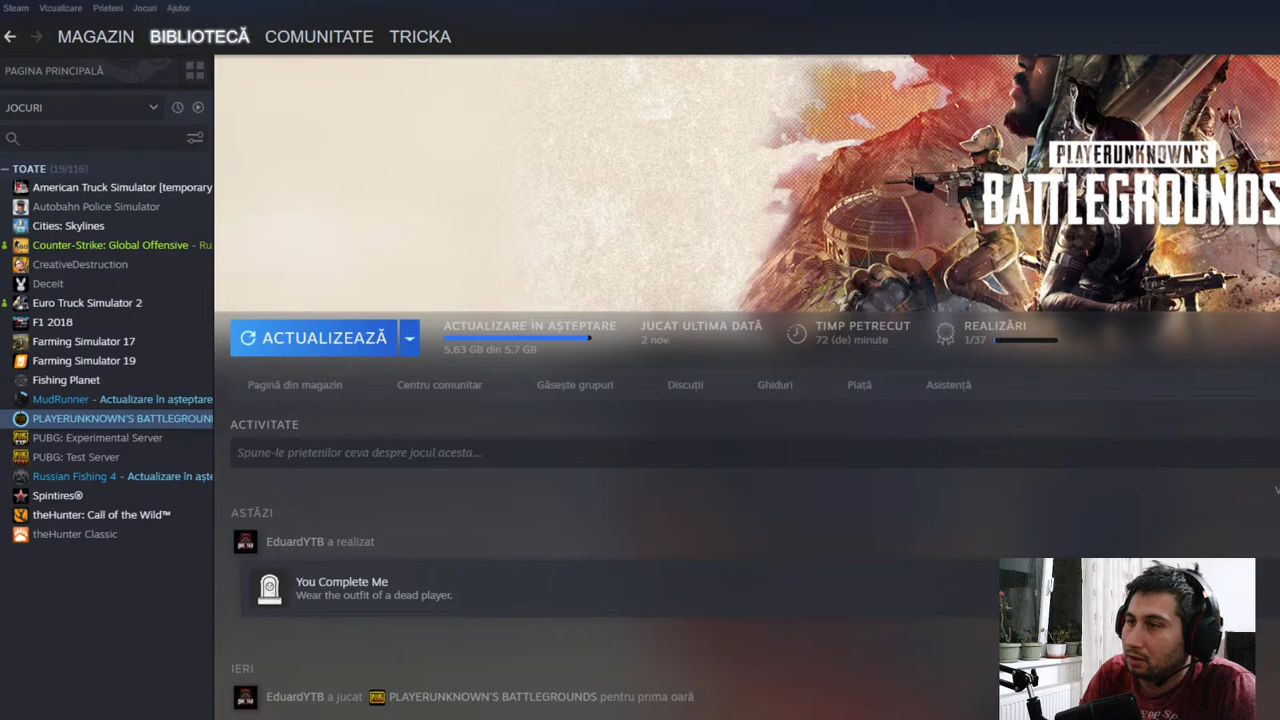 Steam Vizualizare Prieteni Jocuri Ajutor
MAGAZIN BIBLIOTECĂ COMUNITATE TRICKA
PAGINA PRINCIPALĂ
JOCURI
TOATE (19/116)
American Truck Simulator [temporary
Autobahn Police Simulator
Cities: Skylines
Counter-Strike: Global Offensive - Ru
CreativeDestruction
Deceit
Euro Truck Simulator 2
F1 2018
Farming Simulator 17
Farming Simulator 19
Fishing Planet
MudRunner - Actualizare în așteptare
PLAYERUNKNOWN'S BATTLEGROUN
PUBG: Experimental Server
PUBG: Test Server
Russian Fishing 4 - Actualizare în aște
Spintires®
theHunter: Call of the Wild™
theHunter Classic
PLAYERUNKNOWN'S
BATTLEGROUNDS
ACTUALIZEAZĂ
ACTUALIZARE ÎN AȘTEPTARE
5,63 GB din 5,7 GB
JUCAT ULTIMA DATĂ
2 nov.
TIMP PETRECUT
72 (de) minute
REALIZĂRI
1/37
Pagină din magazin Centru comunitar Găsește grupuri Discuții Ghiduri Piață Asistență
ACTIVITATE
Spune-le prietenilor ceva despre jocul acesta...
ASTĂZI
EduardYTB a realizat
You Complete Me
Wear the outfit of a dead player.
IERI
EduardYTB a jucat PLAYERUNKNOWN'S BATTLEGROUNDS pentru prima oară